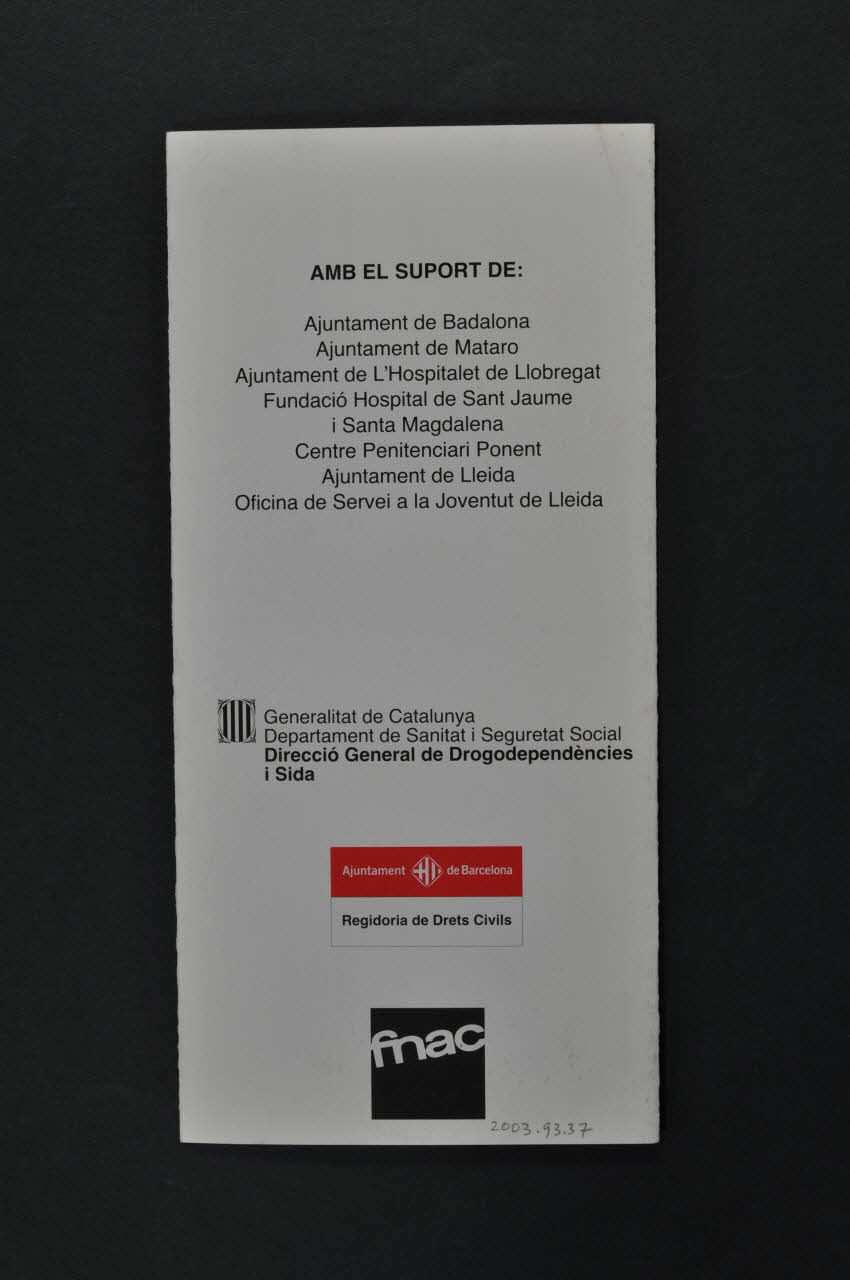 AMB EL SUPORT DE:
Ajuntament de Badalona
Ajuntament de Mataro
Ajuntament de L'Hospitalet de Llobregat
Fundació Hospital de Sant Jaume
i Santa Magdalena
Centre Penitenciari Ponent
Ajuntament de Lleida
Oficina de Servei a la Joventut de Lleida
Generalitat de Catalunya
Departament de Sanitat i Seguretat Social
Direcció General de Drogodependències
i Sida
Ajuntament de Barcelona
Regidoria de Drets Civils
fnac
2003.93.37